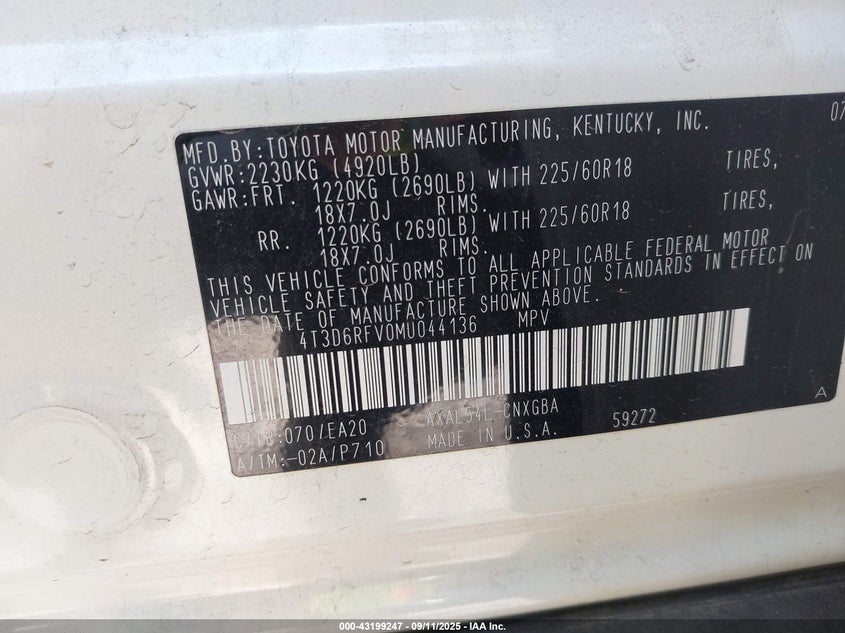 MFD.BY:TOYOTA MOTOR MANUFACTURING, KENTUCKY, INC. 07
GVWR:2230KG (4920LB)
GAWR:FRT. 1220KG (2690LB) WITH 225/60R18 TIRES,
18X7.0J RIMS.
RR. 1220KG (2690LB) WITH 225/60R18 TIRES,
18X7.0J RIMS.
THIS VEHICLE CONFORMS TO ALL APPLICABLE FEDERAL MOTOR
VEHICLE SAFETY AND THEFT PREVENTION STANDARDS IN EFFECT ON
THE DATE OF MANUFACTURE SHOWN ABOVE.
4T3D6RFV0MU044136 MPV
C/TR:070/EA20 AXAL54L-CNXGBA 59272 A
A/TM:-02A/P710 MADE IN U.S.A.
000-43199247 - 09/11/2025 - IAA Inc.